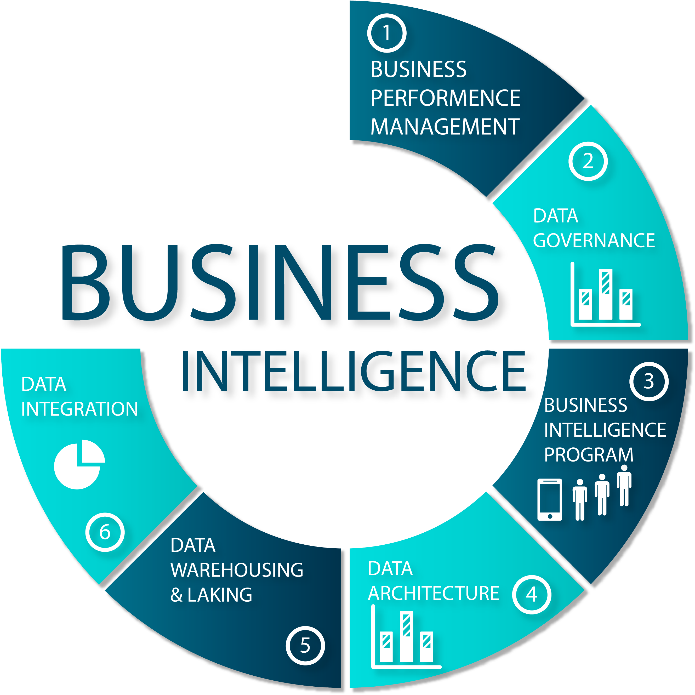 BUSINESS
INTELLIGENCE
1
BUSINESS
PERFORMENCE
MANAGEMENT
2
DATA
GOVERNANCE
3
BUSINESS
INTELLIGENCE
PROGRAM
DATA
ARCHITECTURE
4
DATA
WAREHOUSING
& LAKING
5
DATA
INTEGRATION
6